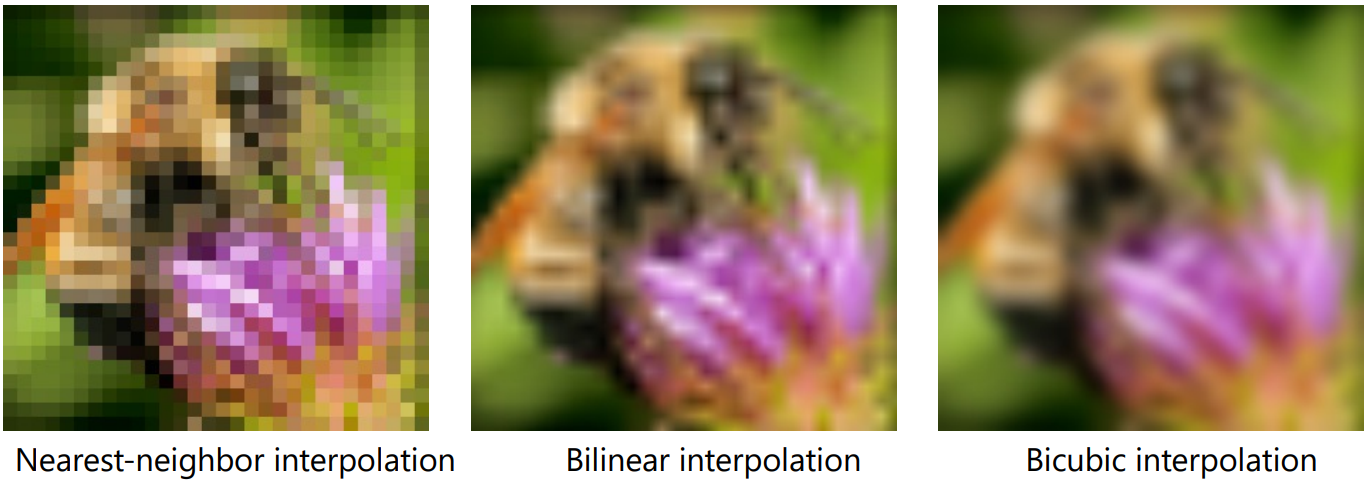 Nearest-neighbor interpolation
Bilinear interpolation
Bicubic interpolation